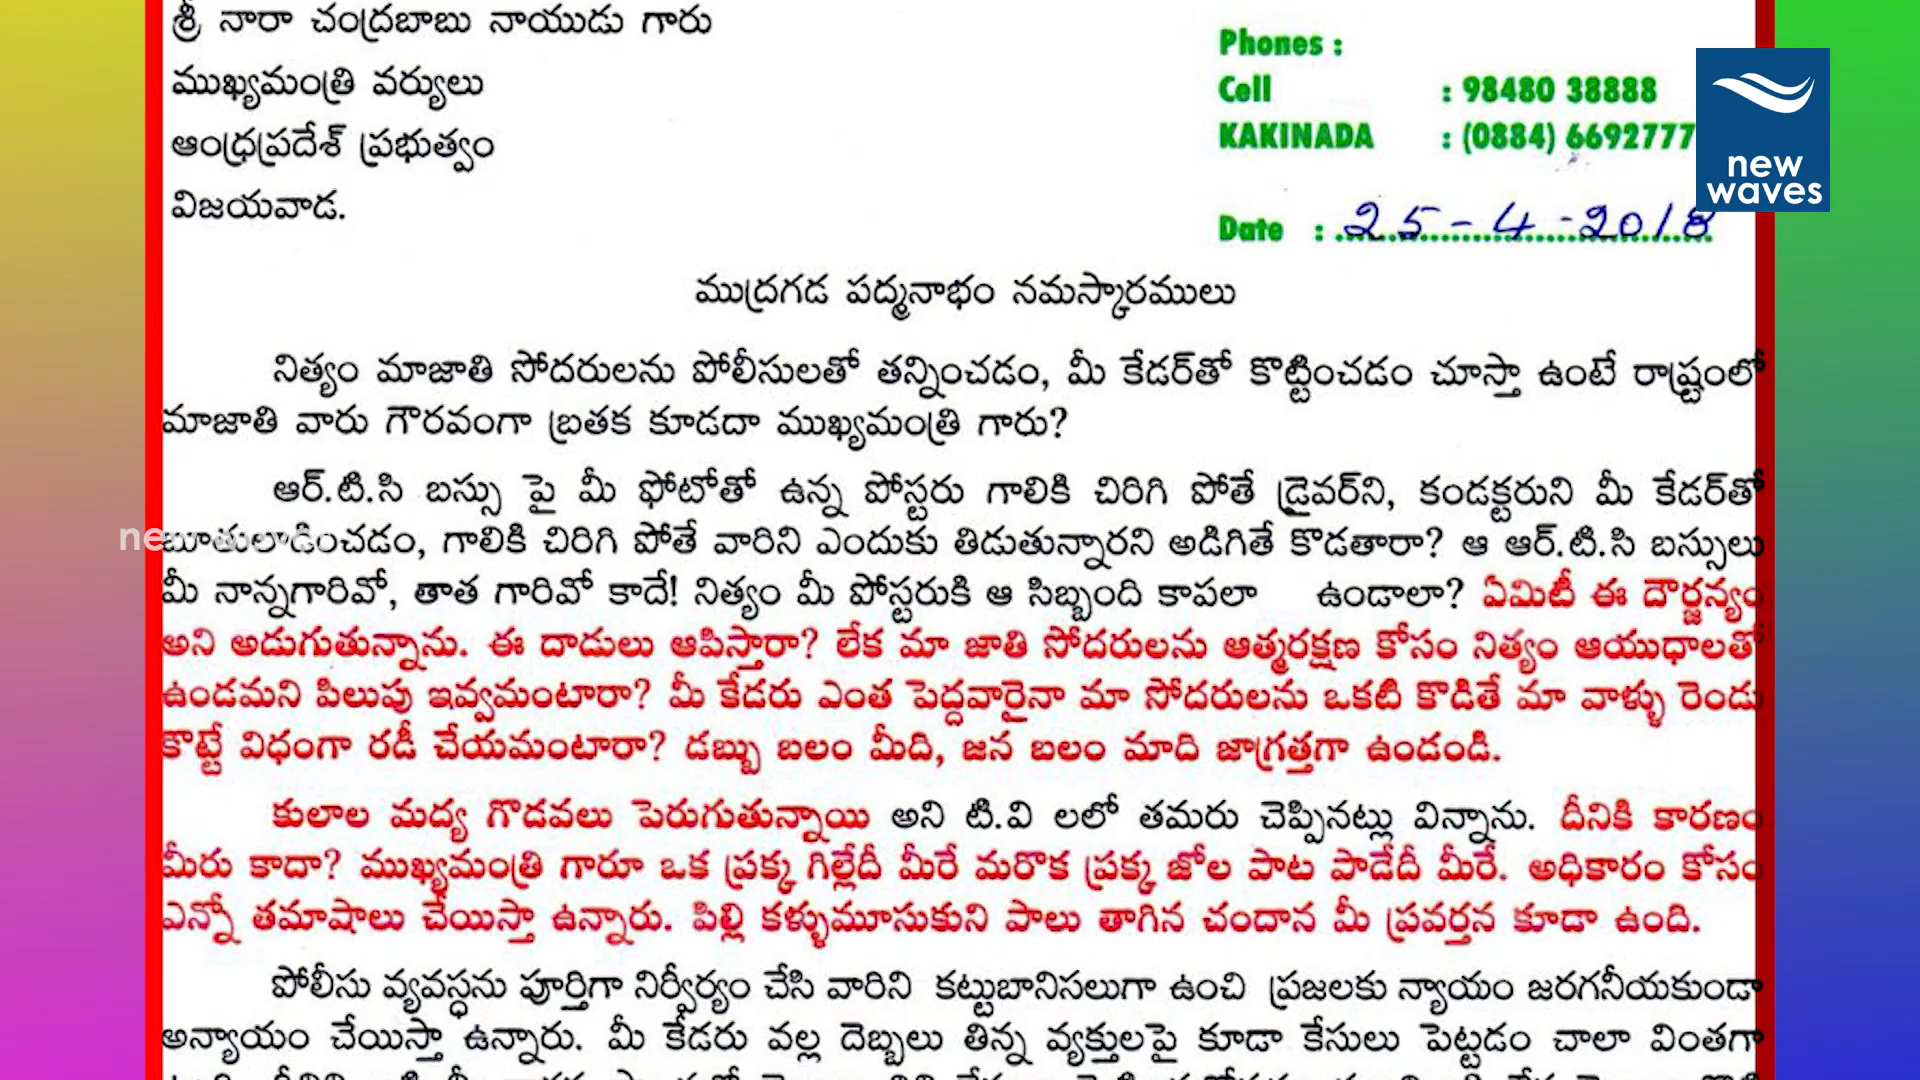 శ్రీ నారా చంద్రబాబు నాయుడు గారు
ముఖ్యమంత్రి వర్యులు
ఆంధ్రప్రదేశ్ ప్రభుత్వం
విజయవాడ.
Phones :
Cell : 98480 38888
KAKINADA : (0884) 6692777
Date : 25-4-2018
new
waves
ముద్రగడ పద్మనాభం నమస్కారములు
నిత్యం మాజాతి సోదరులను పోలీసులతో తన్నించడం, మీ కేడర్‌తో కొట్టించడం చూస్తా ఉంటే రాష్ట్రంలో
మాజాతి వారు గౌరవంగా బ్రతక కూడదా ముఖ్యమంత్రి గారు?
ఆర్.టి.సి బస్సు పై మీ ఫోటోతో ఉన్న పోస్టరు గాలికి చిరిగి పోతే డ్రైవర్‌ని, కండక్టరుని మీ కేడర్‌తో
new waves
బూతులాడించడం, గాలికి చిరిగి పోతే వారిని ఎందుకు తిడుతున్నారని అడిగితే కొడతారా? ఆ ఆర్.టి.సి బస్సులు
మీ నాన్నగారివో, తాత గారివో కాదే! నిత్యం మీ పోస్టరుకి ఆ సిబ్బంది కాపలా ఉండాలా? ఏమిటీ ఈ దౌర్జన్యం
అని అడుగుతున్నాను. ఈ దాడులు ఆపిస్తారా? లేక మా జాతి సోదరులను ఆత్మరక్షణ కోసం నిత్యం ఆయుధాలతో
ఉండమని పిలుపు ఇవ్వమంటారా? మీ కేడరు ఎంత పెద్దవారైనా మా సోదరులను ఒకటి కొడితే మా వాళ్ళు రెండు
కొట్టే విధంగా రడీ చేయమంటారా? డబ్బు బలం మీది, జన బలం మాది జాగ్రత్తగా ఉండండి.
కులాల మద్య గొడవలు పెరుగుతున్నాయి అని టి.వి లలో తమరు చెప్పినట్లు విన్నాను. దీనికి కారణం
మీరు కాదా? ముఖ్యమంత్రి గారూ ఒక ప్రక్క గిల్లేదీ మీరే మరొక ప్రక్క జోల పాట పాడేదీ మీరే. అధికారం కోసం
ఎన్నో తమాషాలు చేయిస్తా ఉన్నారు. పిల్లి కళ్ళుమూసుకుని పాలు తాగిన చందాన మీ ప్రవర్తన కూడా ఉంది.
పోలీసు వ్యవస్ధను పూర్తిగా నిర్వీర్యం చేసి వారిని కట్టుబానిసలుగా ఉంచి ప్రజలకు న్యాయం జరగనీయకుండా
అన్యాయం చేయిస్తా ఉన్నారు. మీ కేడరు వల్ల దెబ్బలు తిన్న వ్యక్తులపై కూడా కేసులు పెట్టడం చాలా వింతగా